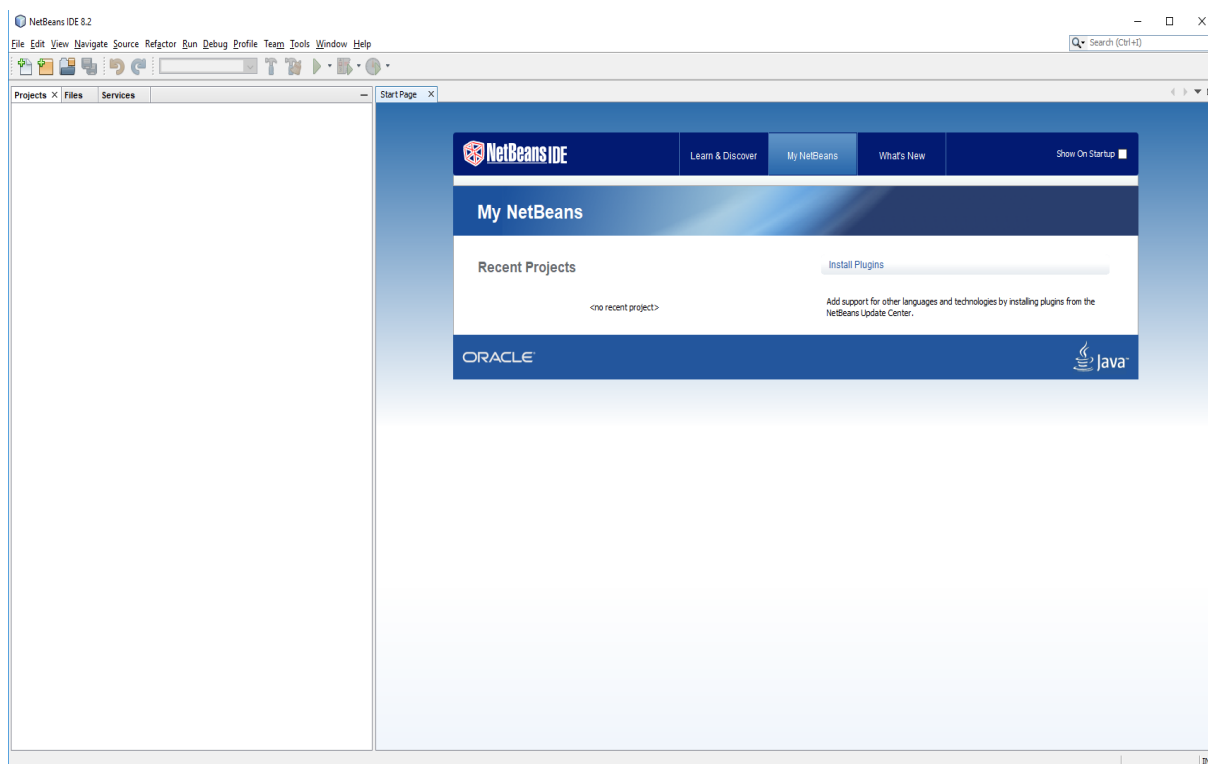 NetBeans IDE 8.2
File Edit View Navigate Source Refactor Run Debug Profile Team Tools Window Help
Search (Ctrl+I)
Projects Files Services
Start Page
NetBeans IDE
Learn & Discover
My NetBeans
What's New
Show On Startup
My NetBeans
Recent Projects
<no recent project>
Install Plugins
Add support for other languages and technologies by installing plugins from the
NetBeans Update Center.
ORACLE
Java